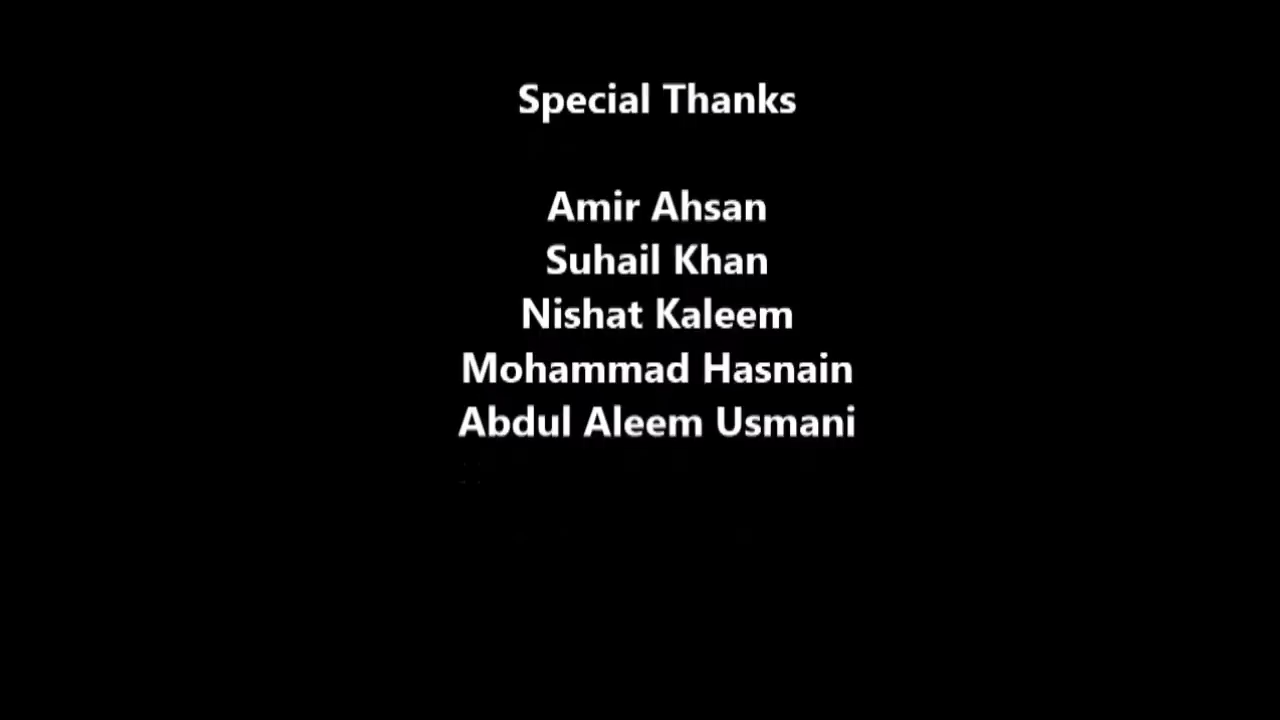 Special Thanks
Amir Ahsan
Suhail Khan
Nishat Kaleem
Mohammad Hasnain
Abdul Aleem Usmani